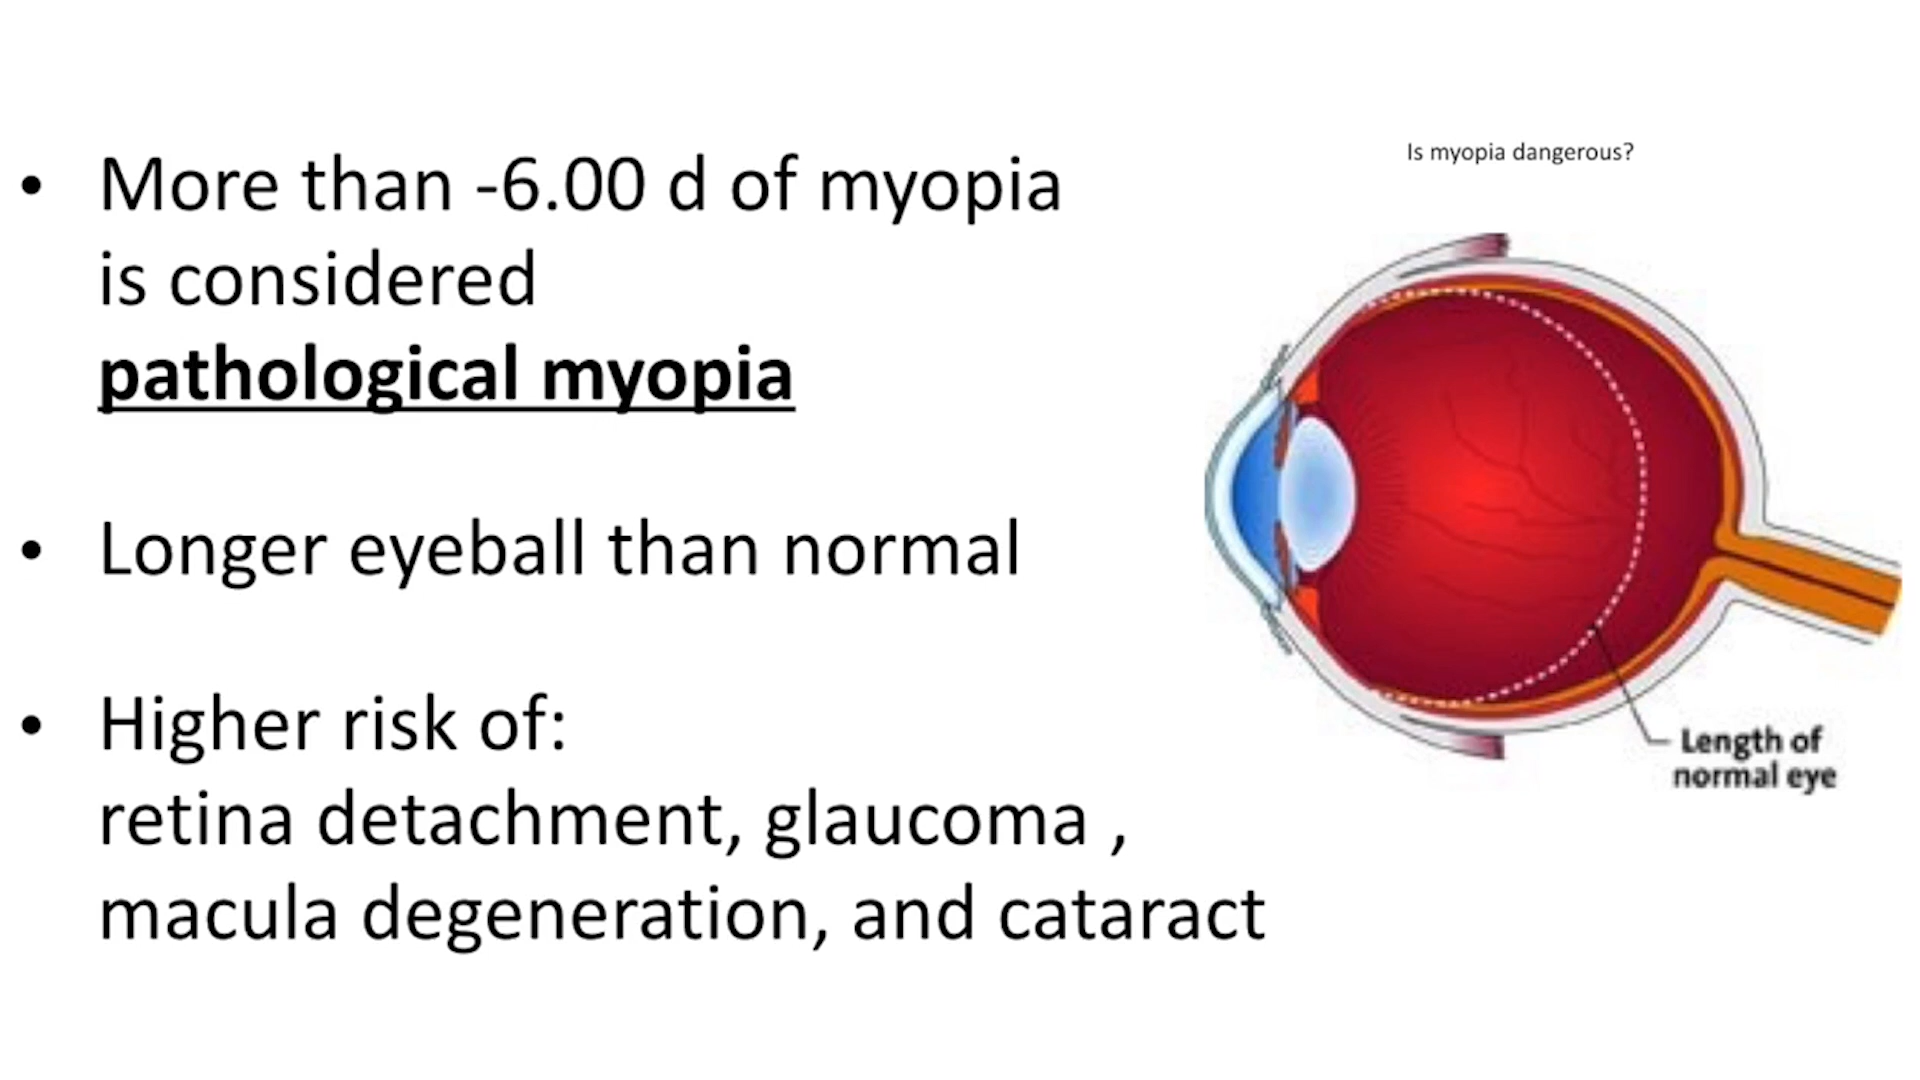 Is myopia dangerous?
• More than -6.00 d of myopia
is considered
pathological myopia
• Longer eyeball than normal
• Higher risk of:
retina detachment, glaucoma ,
macula degeneration, and cataract
Length of
normal eye